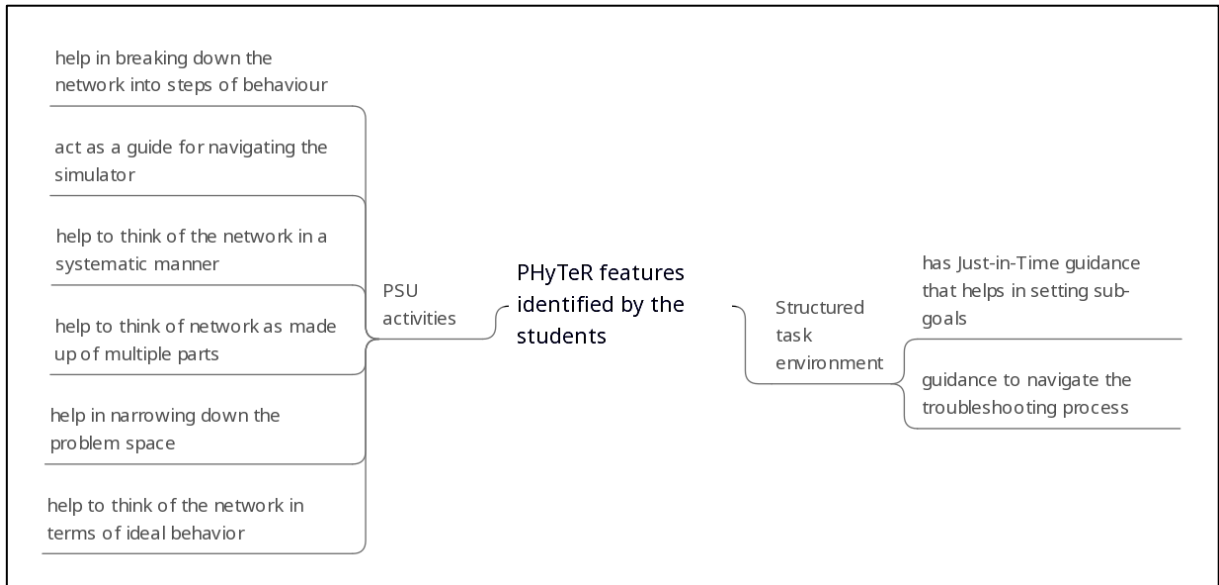 help in breaking down the
network into steps of behaviour
act as a guide for navigating the
simulator
help to think of the network in a
systematic manner
help to think of network as made
up of multiple parts
help in narrowing down the
problem space
help to think of the network in
terms of ideal behavior
PSU
activities
PHyTeR features
identified by the
students
Structured
task
environment
has Just-in-Time guidance
that helps in setting sub-
goals
guidance to navigate the
troubleshooting process